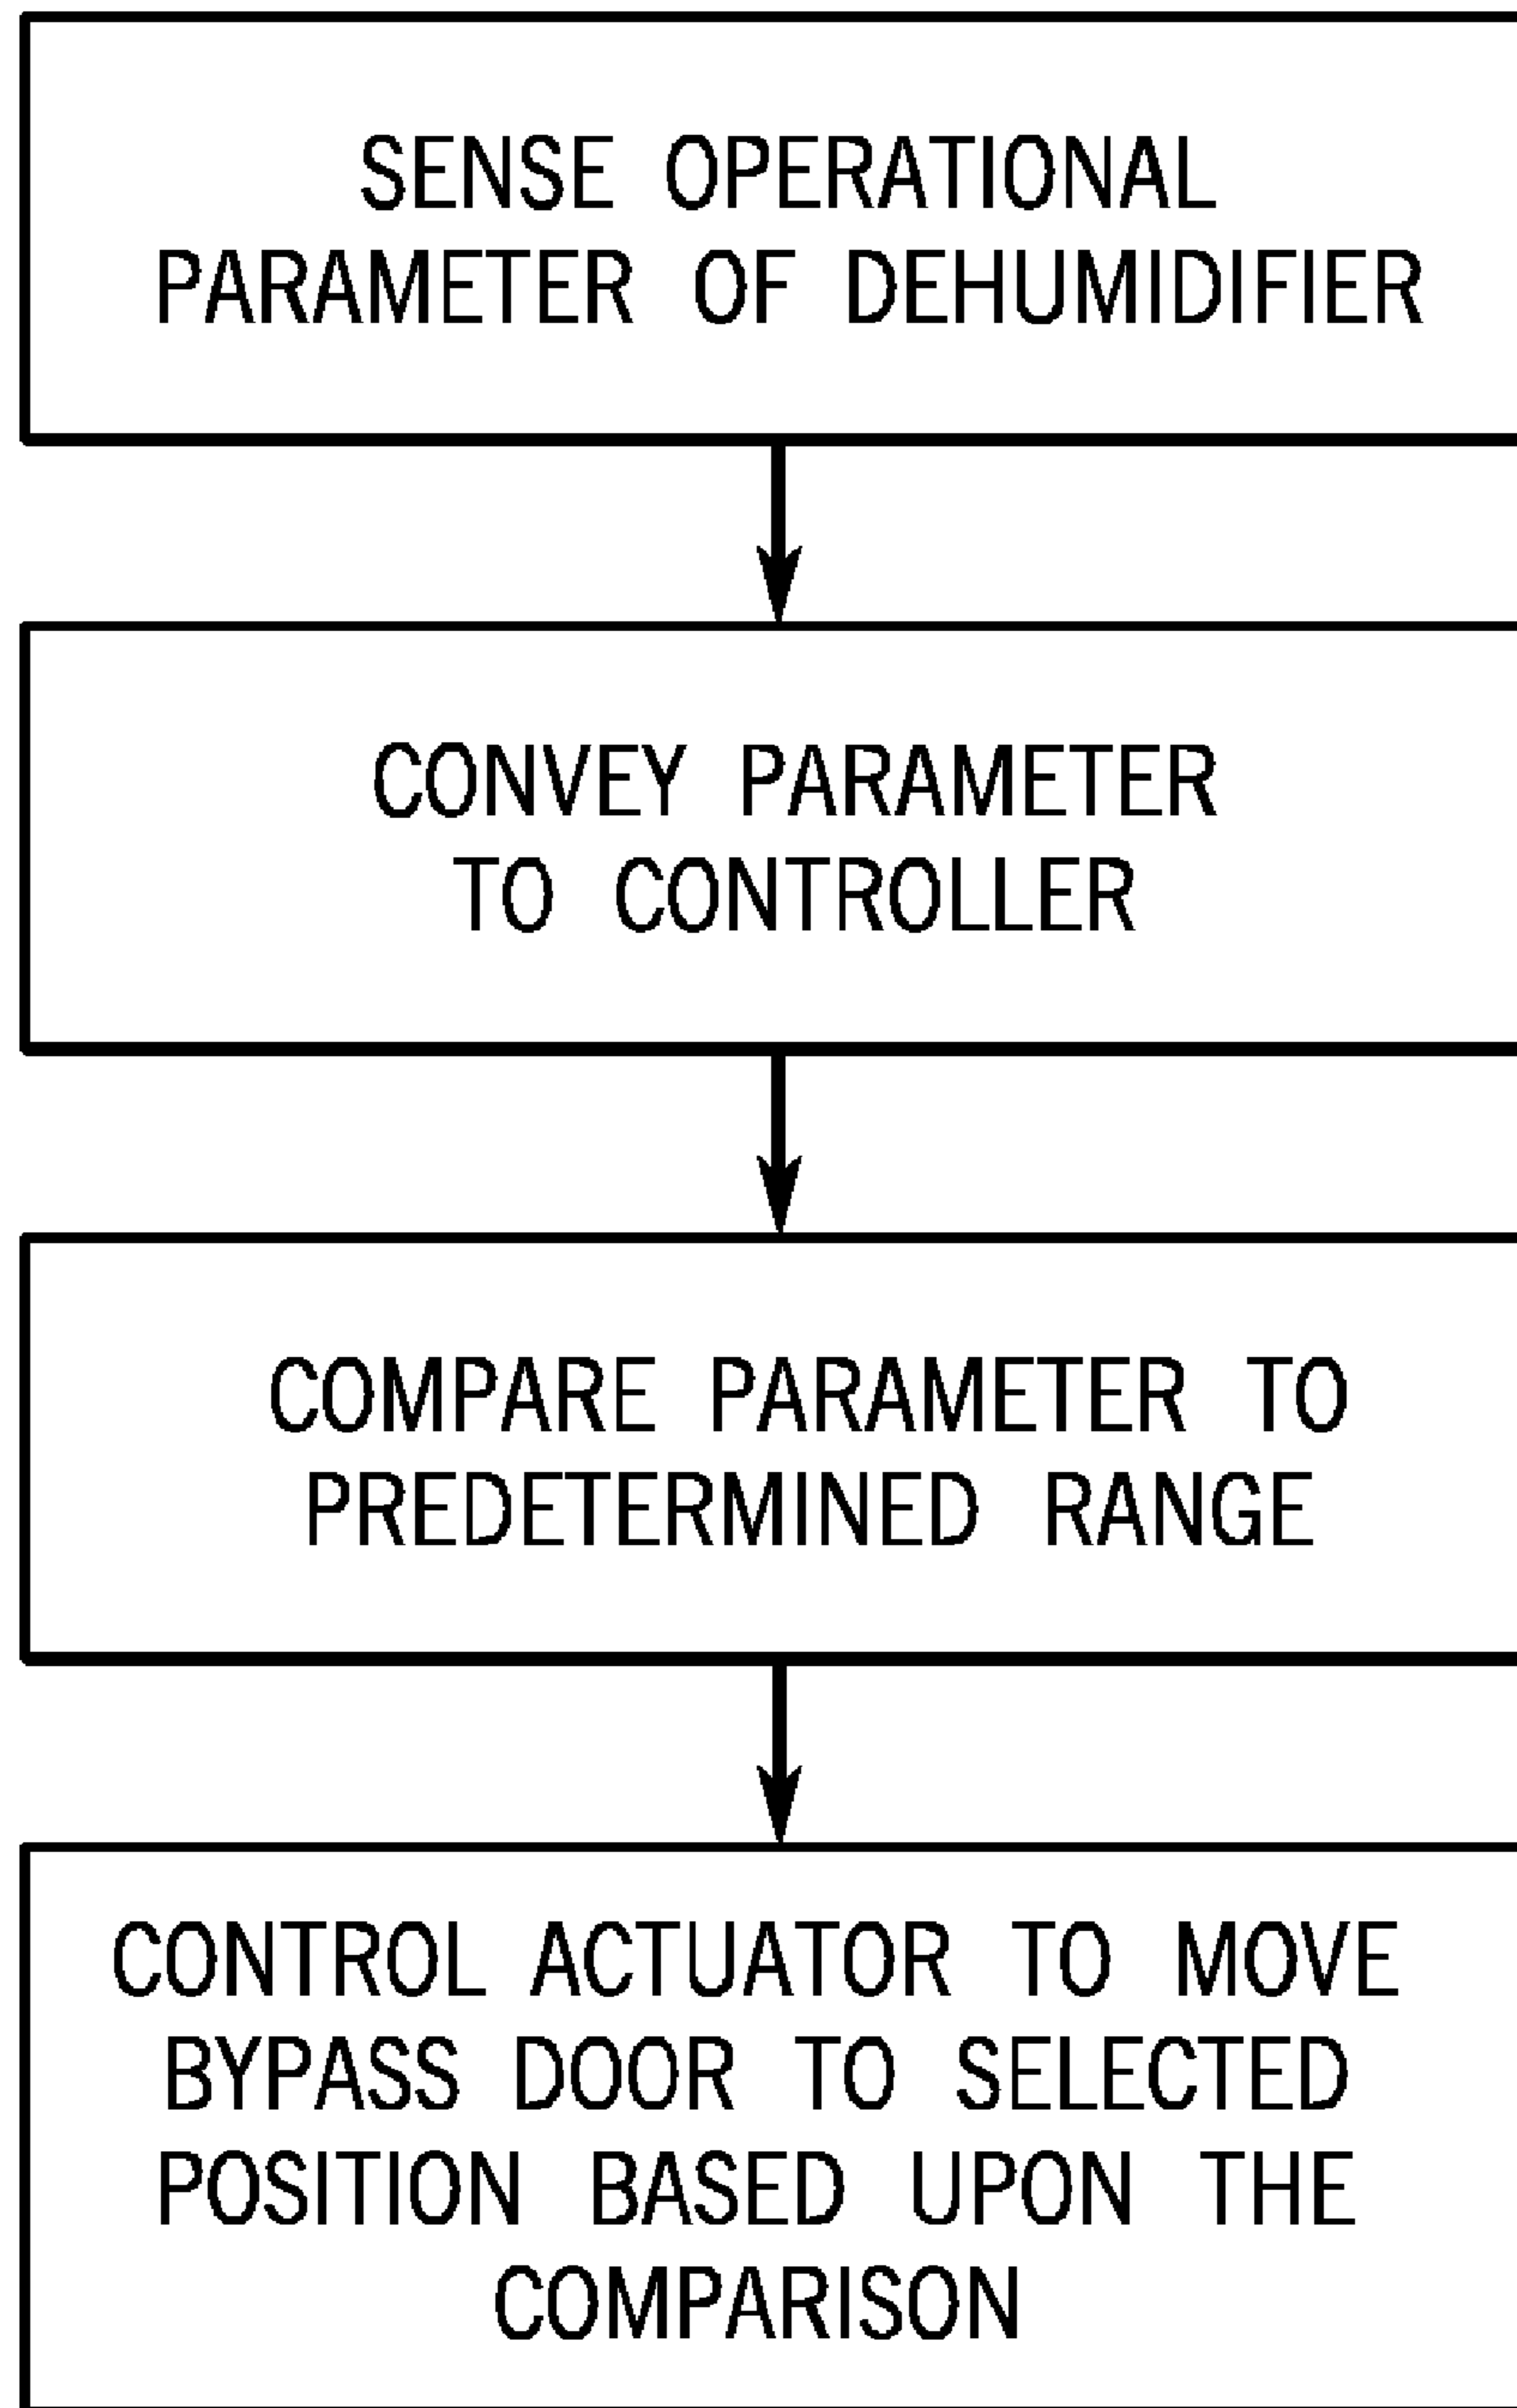 SENSE OPERATIONAL
PARAMETER OF DEHUMIDIFIER
CONVEY PARAMETER
TO CONTROLLER
COMPARE PARAMETER TO
PREDETERMINED RANGE
CONTROL ACTUATOR TO MOVE
BYPASS DOOR TO SELECTED
POSITION BASED UPON THE
COMPARISON